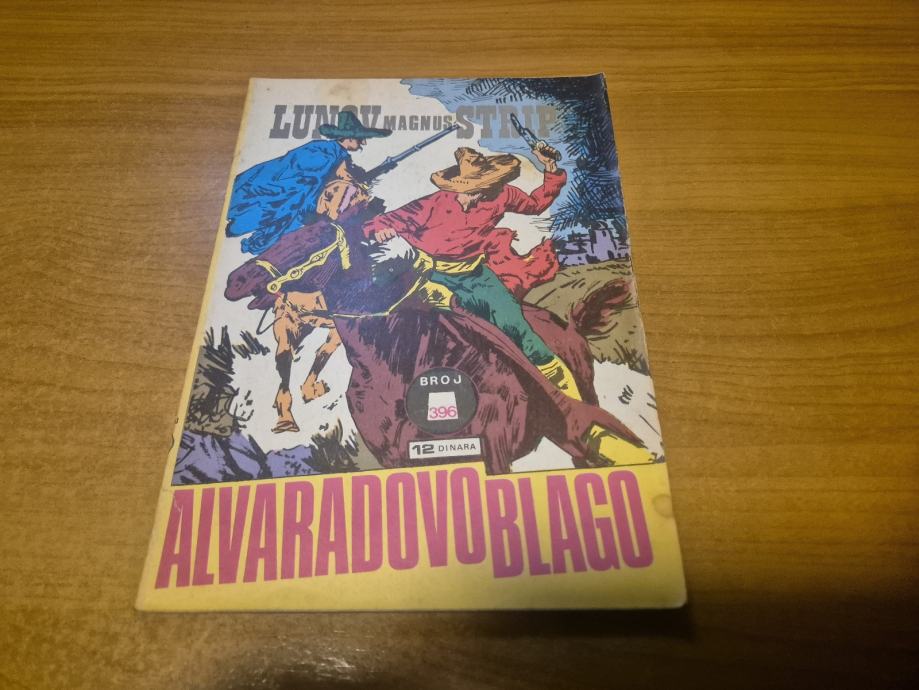 LUNOV MAGNUS STRIP
BROJ
396
12 DINARA
ALVARADOVO BLAGO